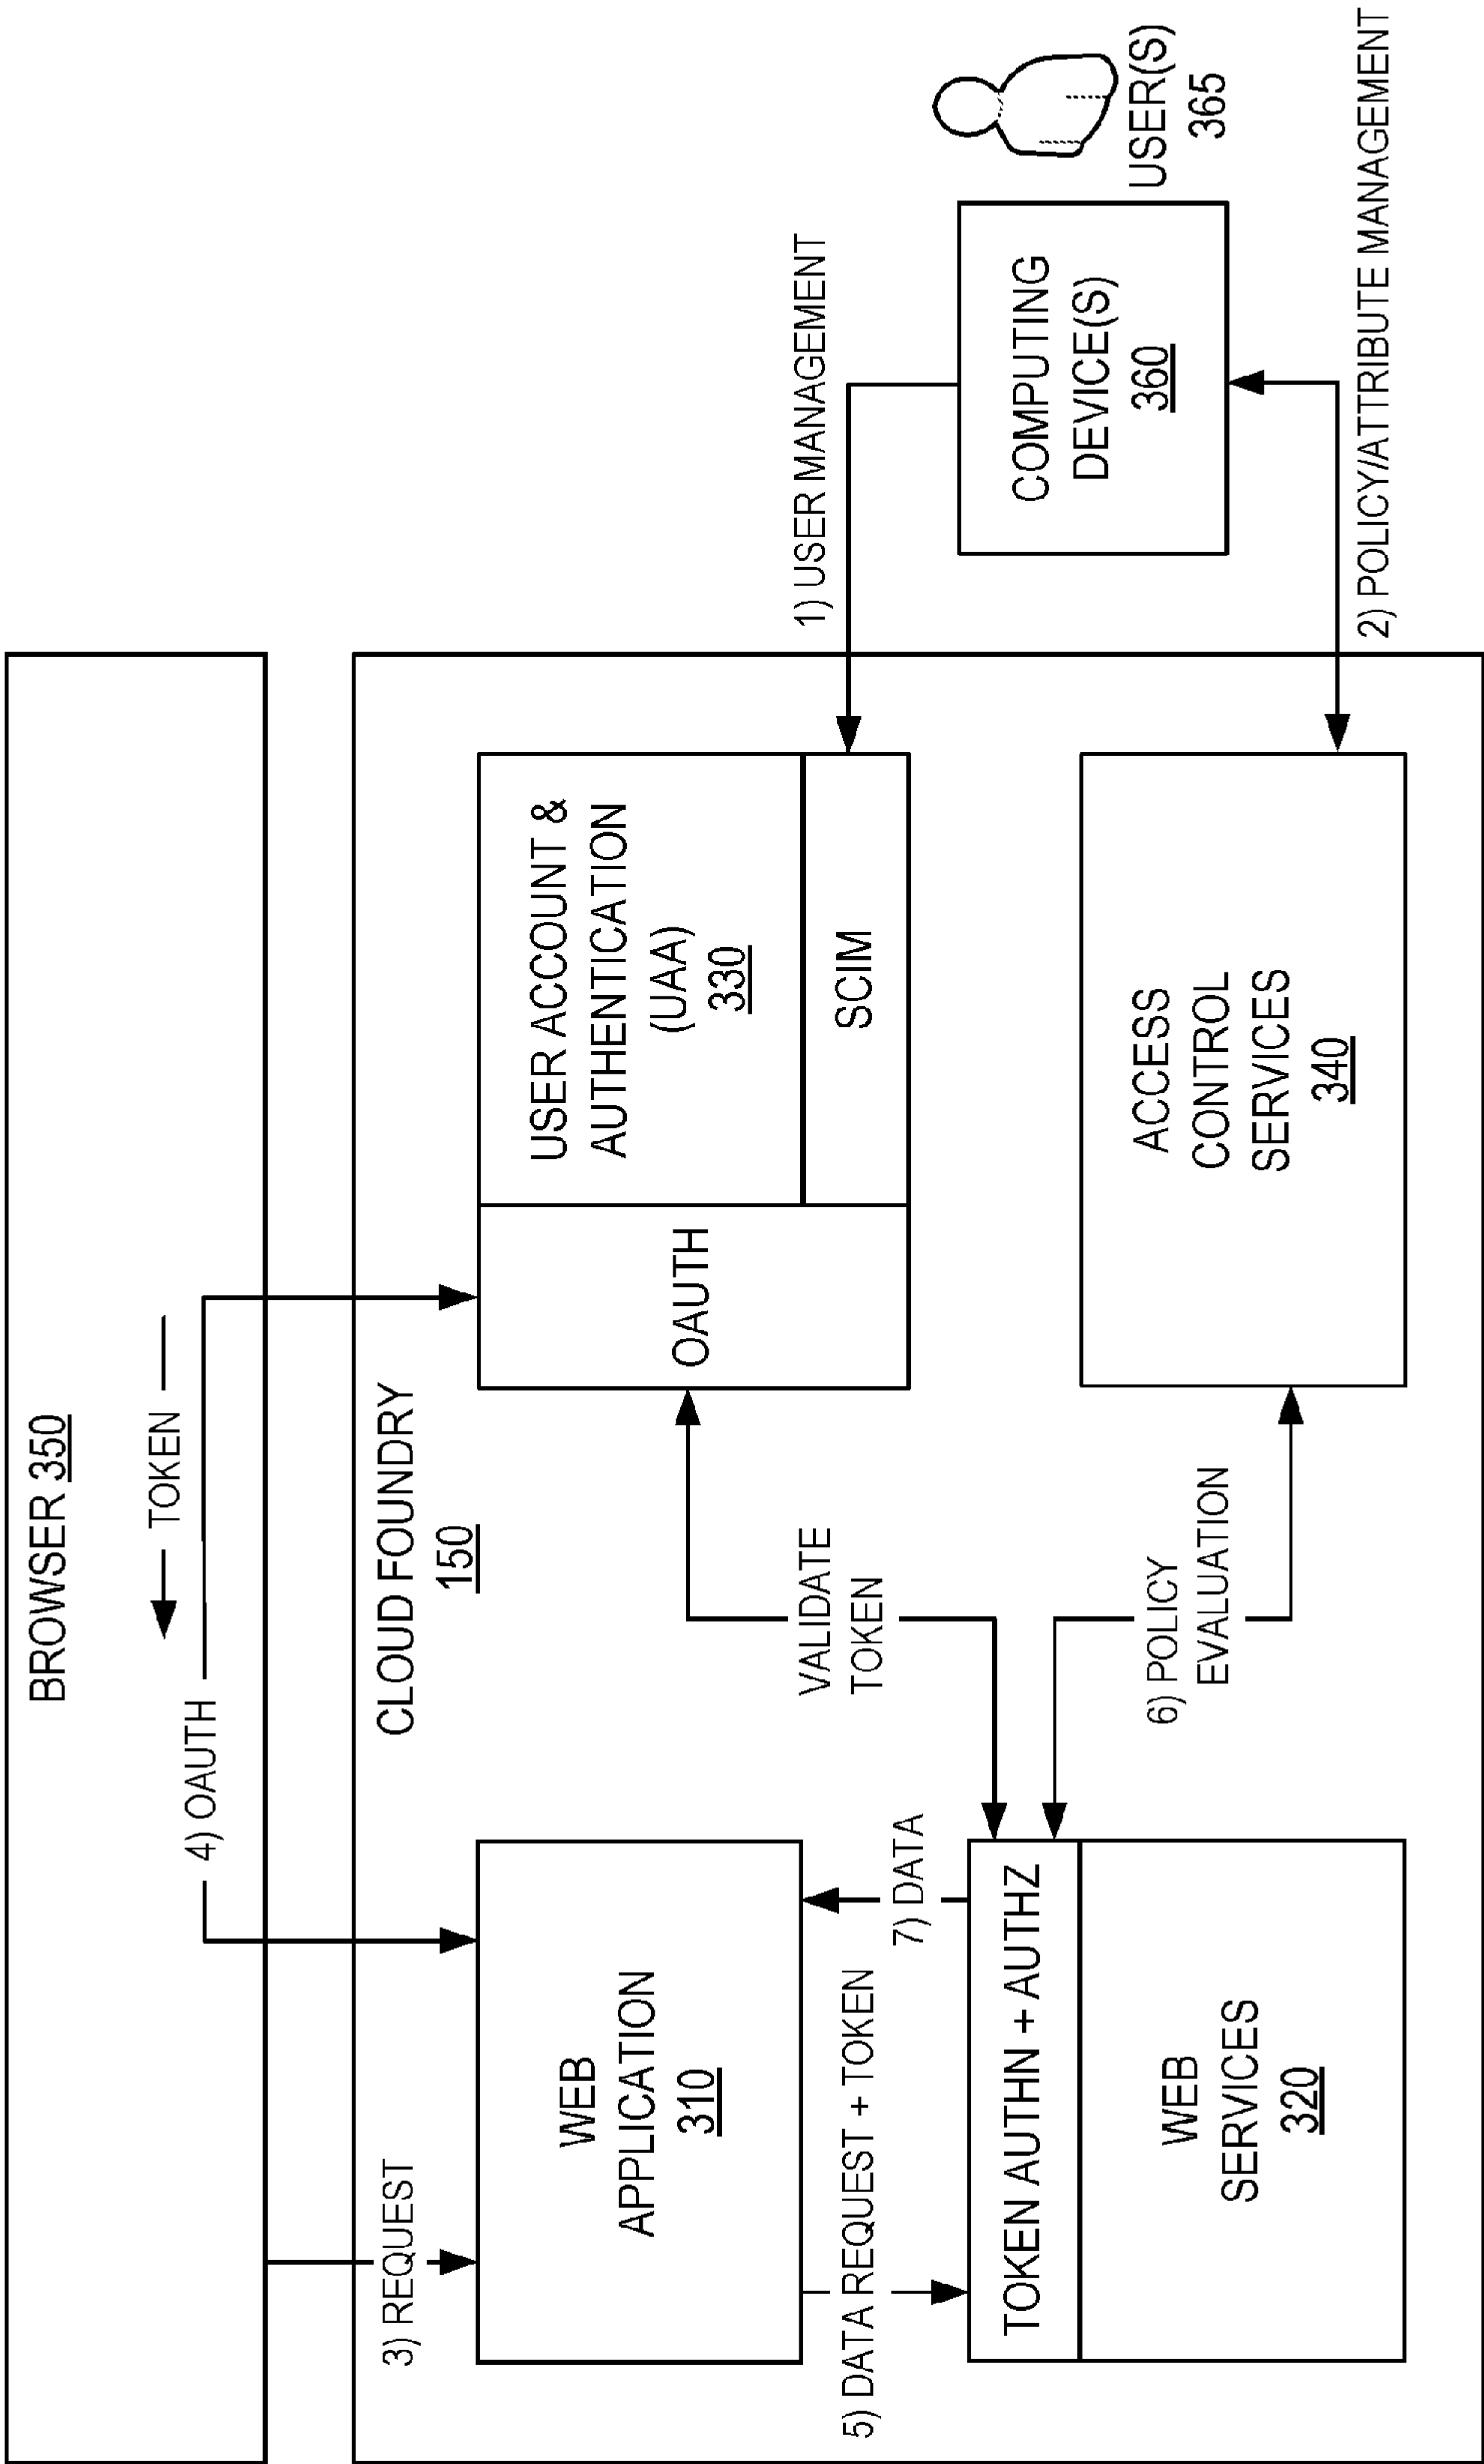 BROWSER 350
TOKEN
4) OAUTH
CLOUD FOUNDRY
150
3) REQUEST
WEB
APPLICATION
310
USER ACCOUNT &
AUTHENTICATION
(UAA)
330
OAUTH
SCIM
1) USER MANAGEMENT
5) DATA REQUEST + TOKEN
7) DATA
VALIDATE
TOKEN
TOKEN AUTHN + AUTHZ
WEB
SERVICES
320
6) POLICY
EVALUATION
ACCESS
CONTROL
SERVICES
340
COMPUTING
DEVICE(S)
360
USER(S)
365
2) POLICY/ATTRIBUTE MANAGEMENT